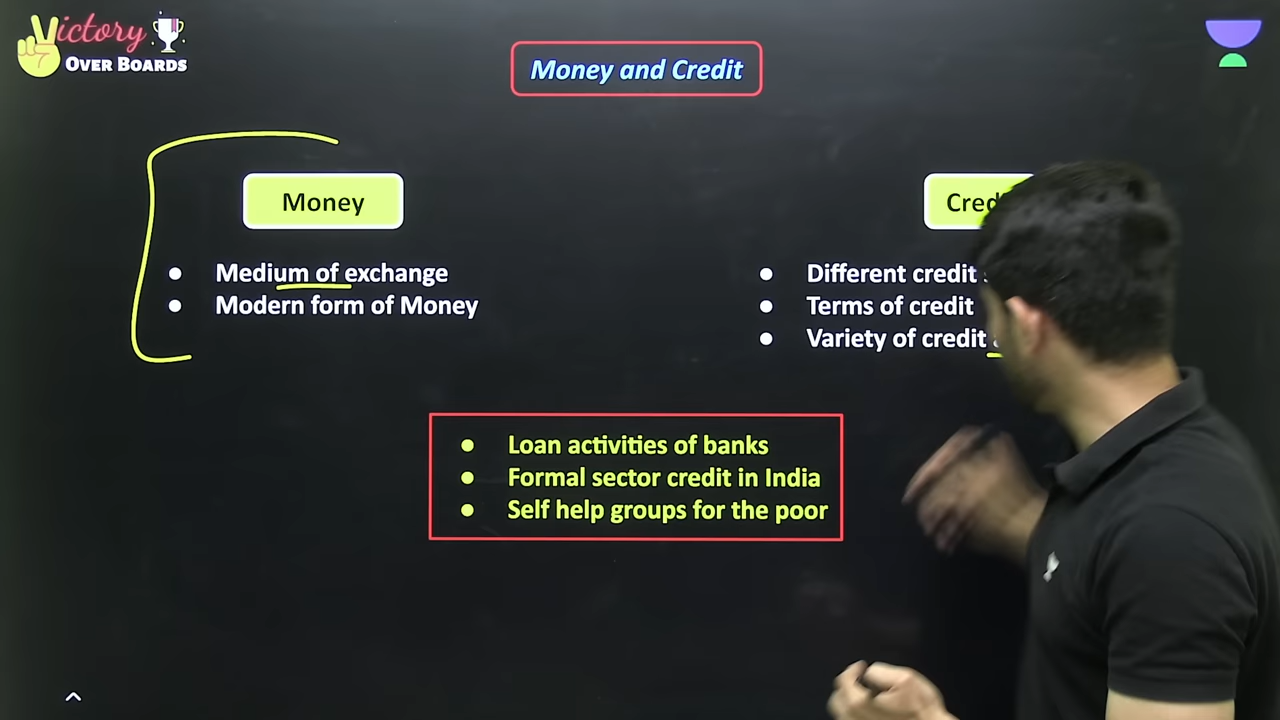 Victory
OVER BOARDS
Money and Credit
Money
Medium of exchange
Modern form of Money
Different credit
Terms of credit
Variety of credit
Loan activities of banks
Formal sector credit in India
Self help groups for the poor